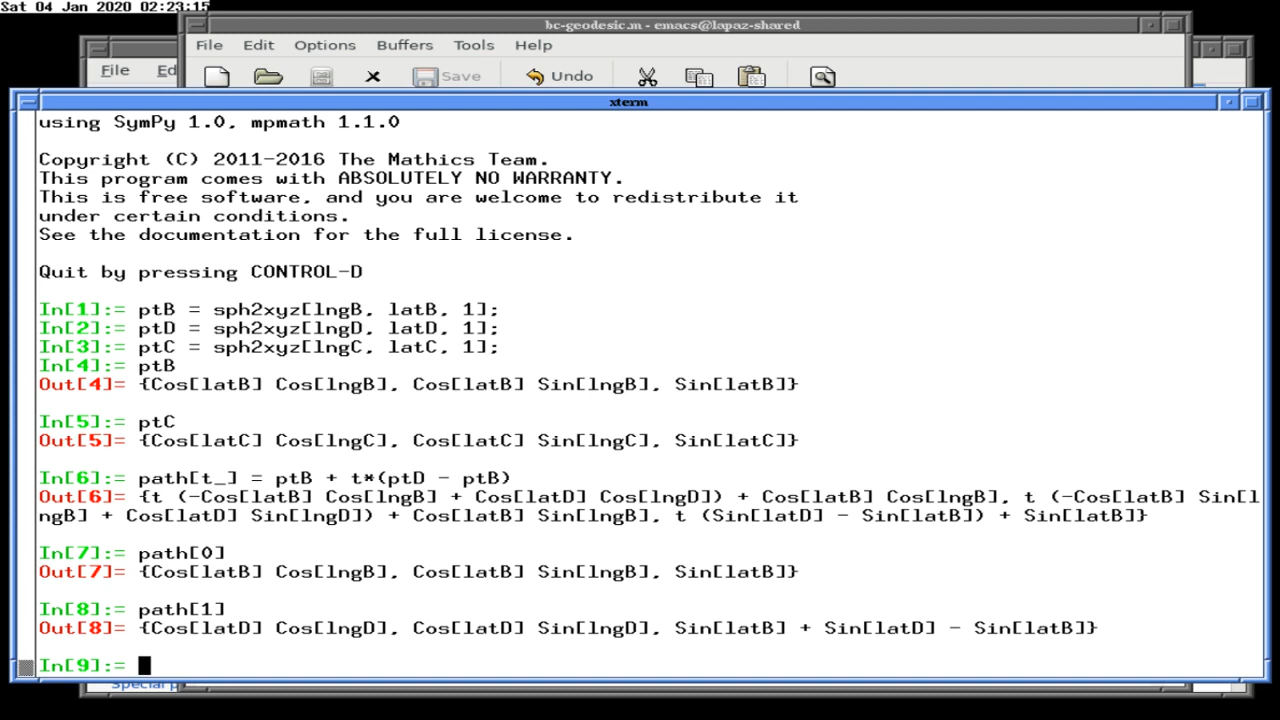 Sat 04 Jan 2020 02:23:15
bc-geodesic.m - emacs@lapaz-shared
File Edit Options Buffers Tools Help
File Ed
Save Undo
xterm
using SymPy 1.0, mpmath 1.1.0
Copyright (C) 2011-2016 The Mathics Team.
This program comes with ABSOLUTELY NO WARRANTY.
This is free software, and you are welcome to redistribute it
under certain conditions.
See the documentation for the full license.
Quit by pressing CONTROL-D
In[1]:= ptB = sph2xyz[lngB, latB, 1];
In[2]:= ptD = sph2xyz[lngD, latD, 1];
In[3]:= ptC = sph2xyz[lngC, latC, 1];
In[4]:= ptB
Out[4]= {Cos[latB] Cos[lngB], Cos[latB] Sin[lngB], Sin[latB]}
In[5]:= ptC
Out[5]= {Cos[latC] Cos[lngC], Cos[latC] Sin[lngC], Sin[latC]}
In[6]:= path[t_] = ptB + t*(ptD - ptB)
Out[6]= {t (-Cos[latB] Cos[lngB] + Cos[latD] Cos[lngD]) + Cos[latB] Cos[lngB], t (-Cos[latB] Sin[l
ngB] + Cos[latD] Sin[lngD]) + Cos[latB] Sin[lngB], t (Sin[latD] - Sin[latB]) + Sin[latB]}
In[7]:= path[0]
Out[7]= {Cos[latB] Cos[lngB], Cos[latB] Sin[lngB], Sin[latB]}
In[8]:= path[1]
Out[8]= {Cos[latD] Cos[lngD], Cos[latD] Sin[lngD], Sin[latB] + Sin[latD] - Sin[latB]}
In[9]:=
Special p